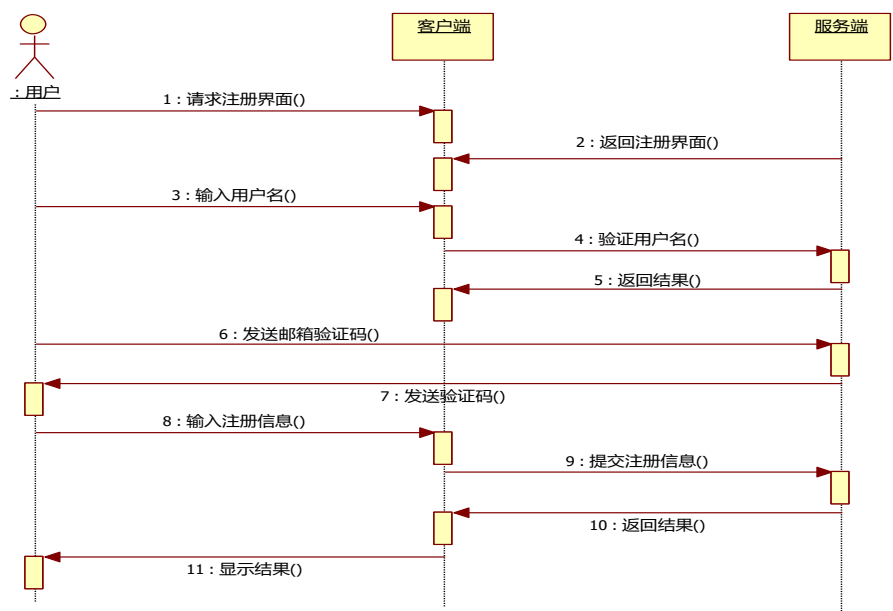 客户端
服务端
: 用户
1 : 请求注册界面()
2 : 返回注册界面()
3 : 输入用户名()
4 : 验证用户名()
5 : 返回结果()
6 : 发送邮箱验证码()
7 : 发送验证码()
8 : 输入注册信息()
9 : 提交注册信息()
10 : 返回结果()
11 : 显示结果()